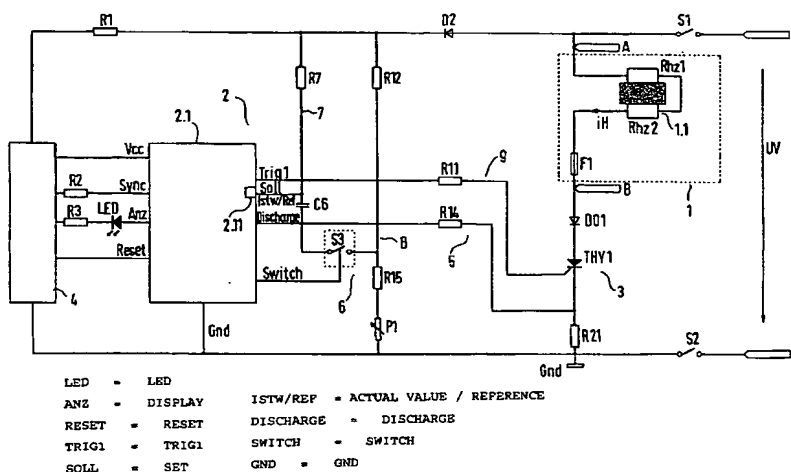 R1
D2
S1
A
R7
R12
Rhz1
2
2.1
7
iH
1.1
Rhz2
UV
Vcc
Trig1
R11
9
F1
Sync
Soll
B
R2
Istw/Ref
C6
1
LED
2.11
Discharge
R14
D01
R3
Anz
8
S3
5
THY1
Reset
Switch
R15
3
4
6
P1
Gnd
R21
S2
Gnd
LED = LED
ANZ = DISPLAY
ISTW/REF = ACTUAL VALUE / REFERENCE
RESET = RESET
DISCHARGE = DISCHARGE
TRIG1 = TRIG1
SWITCH = SWITCH
SOLL = SET
GND = GND